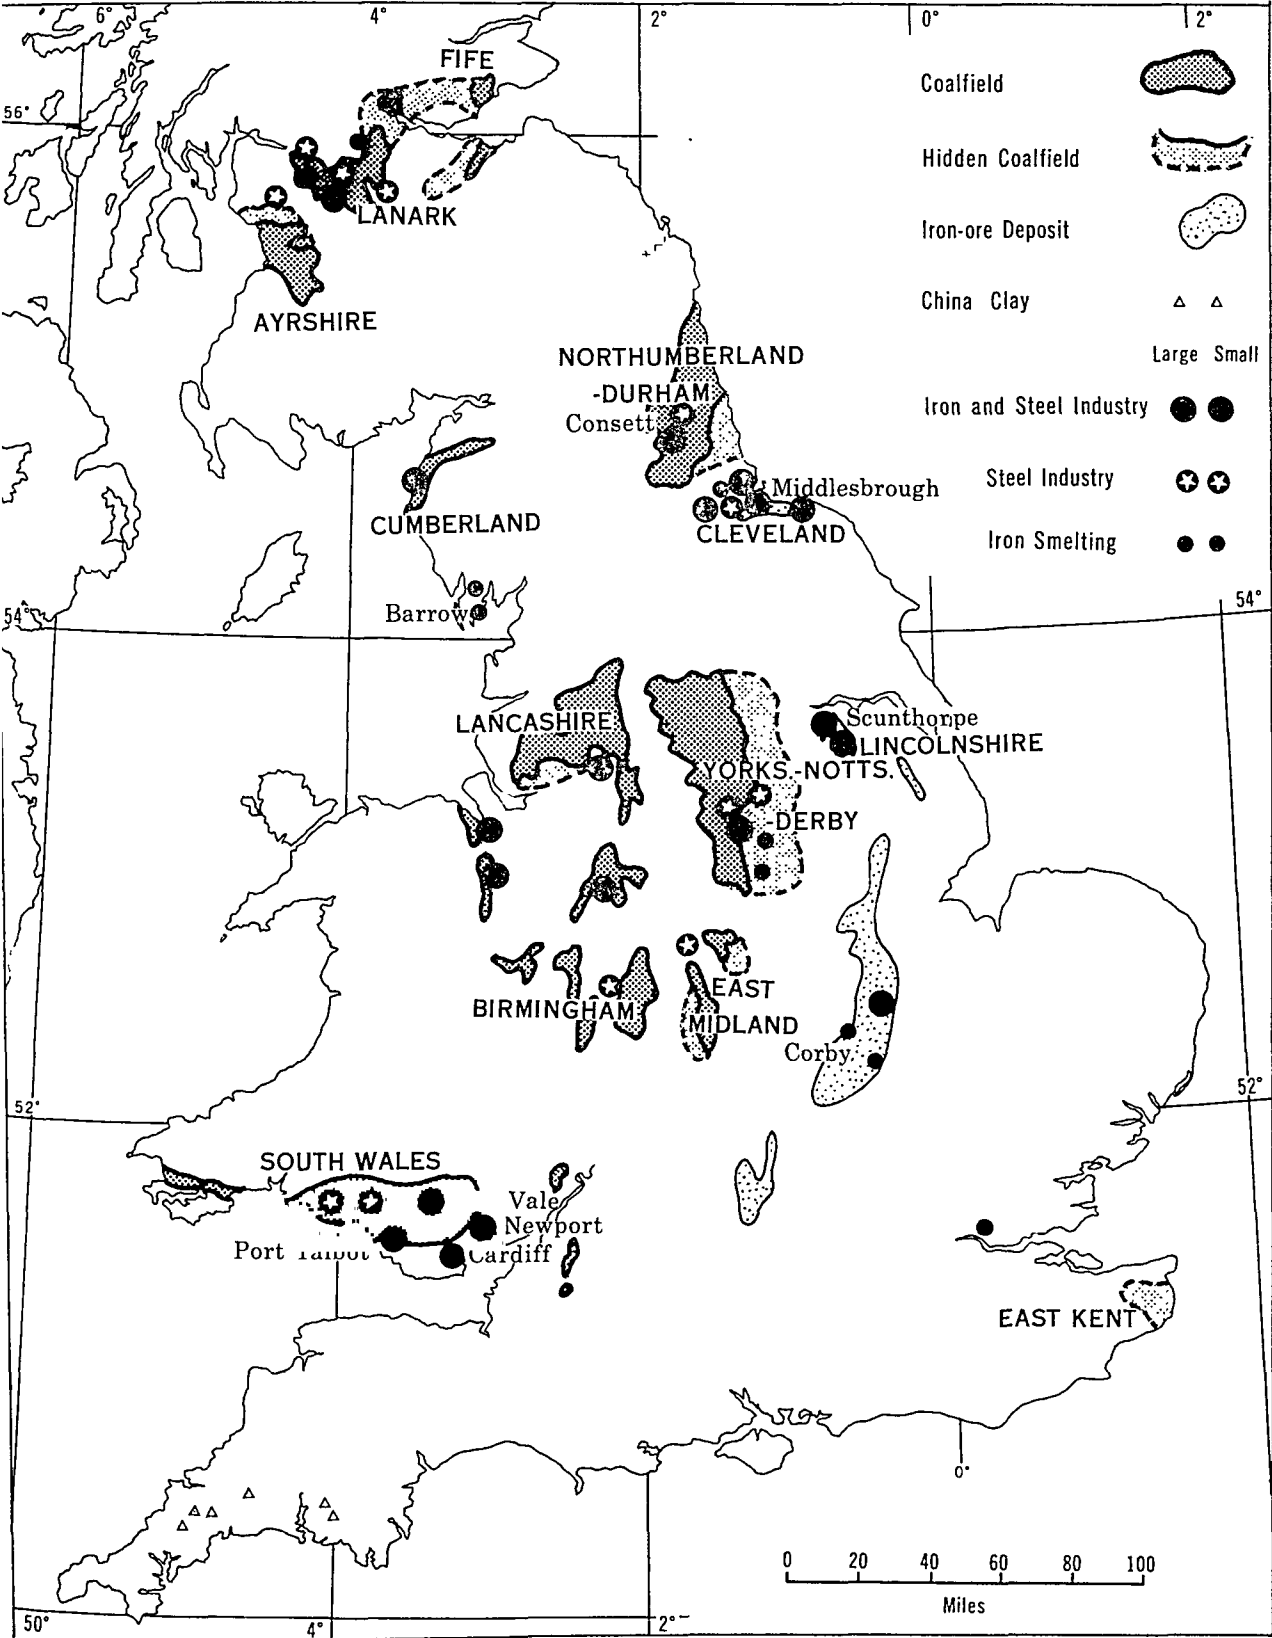 6°
4°
2°
0°
2°
FIFE
Coalfield
56°
Hidden Coalfield
LANARK
Iron-ore Deposit
China Clay
AYRSHIRE
Large Small
NORTHUMBERLAND
-DURHAM
Consett
Iron and Steel Industry
Middlesbrough
Steel Industry
CUMBERLAND
CLEVELAND
Iron Smelting
Barrow
54°
54°
LANCASHIRE
Scunthorpe
LINCOLNSHIRE
YORKS.-NOTTS.
-DERBY
EAST
MIDLAND
BIRMINGHAM
Corby
52°
52°
SOUTH WALES
Vale
Newport
Port Talbot
Cardiff
EAST KENT
0°
0 20 40 60 80 100
Miles
50°
4°
2°